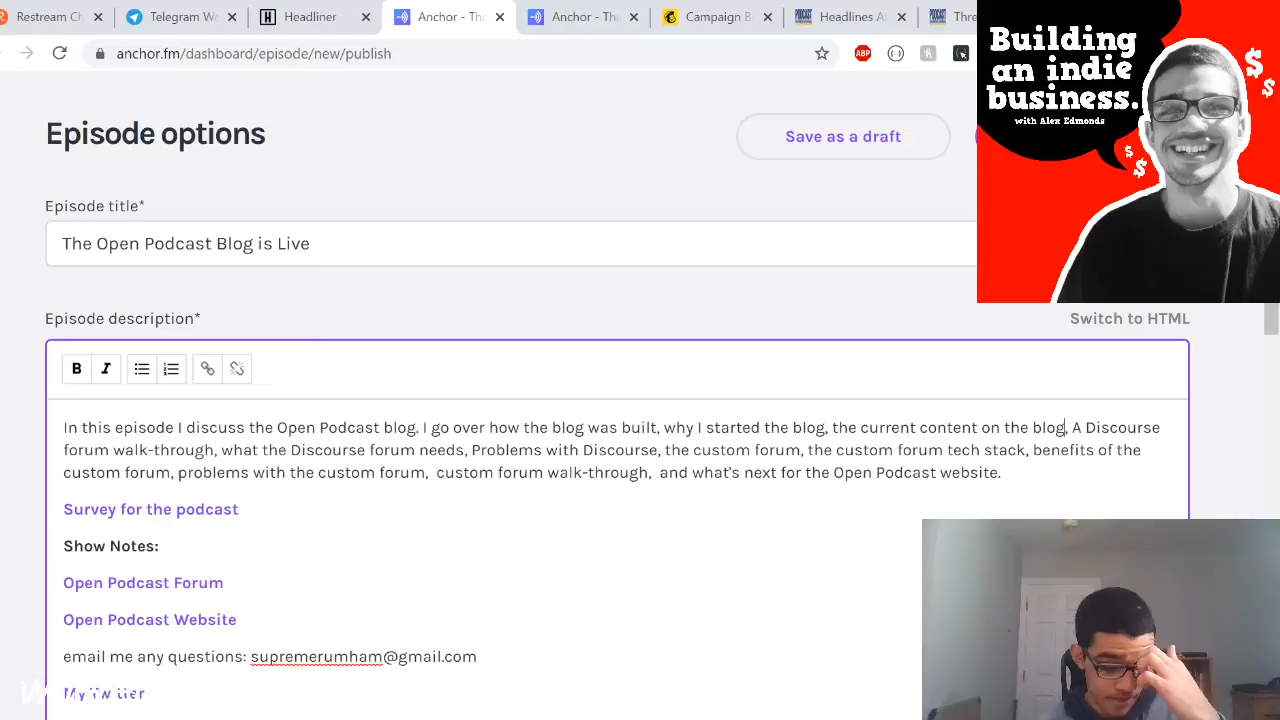 Restream Ch
Telegram We
Headliner
Anchor - The
Anchor - The
Campaign B
Headlines A
Thre
anchor.fm/dashboard/episode/new/publish
ABP
Building
an indie
business.
with Alex Edmonds
Episode options
Save as a draft
Episode title*
The Open Podcast Blog is Live
Episode description*
Switch to HTML
B I
In this episode I discuss the Open Podcast blog. I go over how the blog was built, why I started the blog, the current content on the blog, A Discourse
forum walk-through, what the Discourse forum needs, Problems with Discourse, the custom forum, the custom forum tech stack, benefits of the
custom forum, problems with the custom forum,  custom forum walk-through,  and what's next for the Open Podcast website.
Survey for the podcast
Show Notes:
Open Podcast Forum
Open Podcast Website
email me any questions: supremerumham@gmail.com
My Twitter